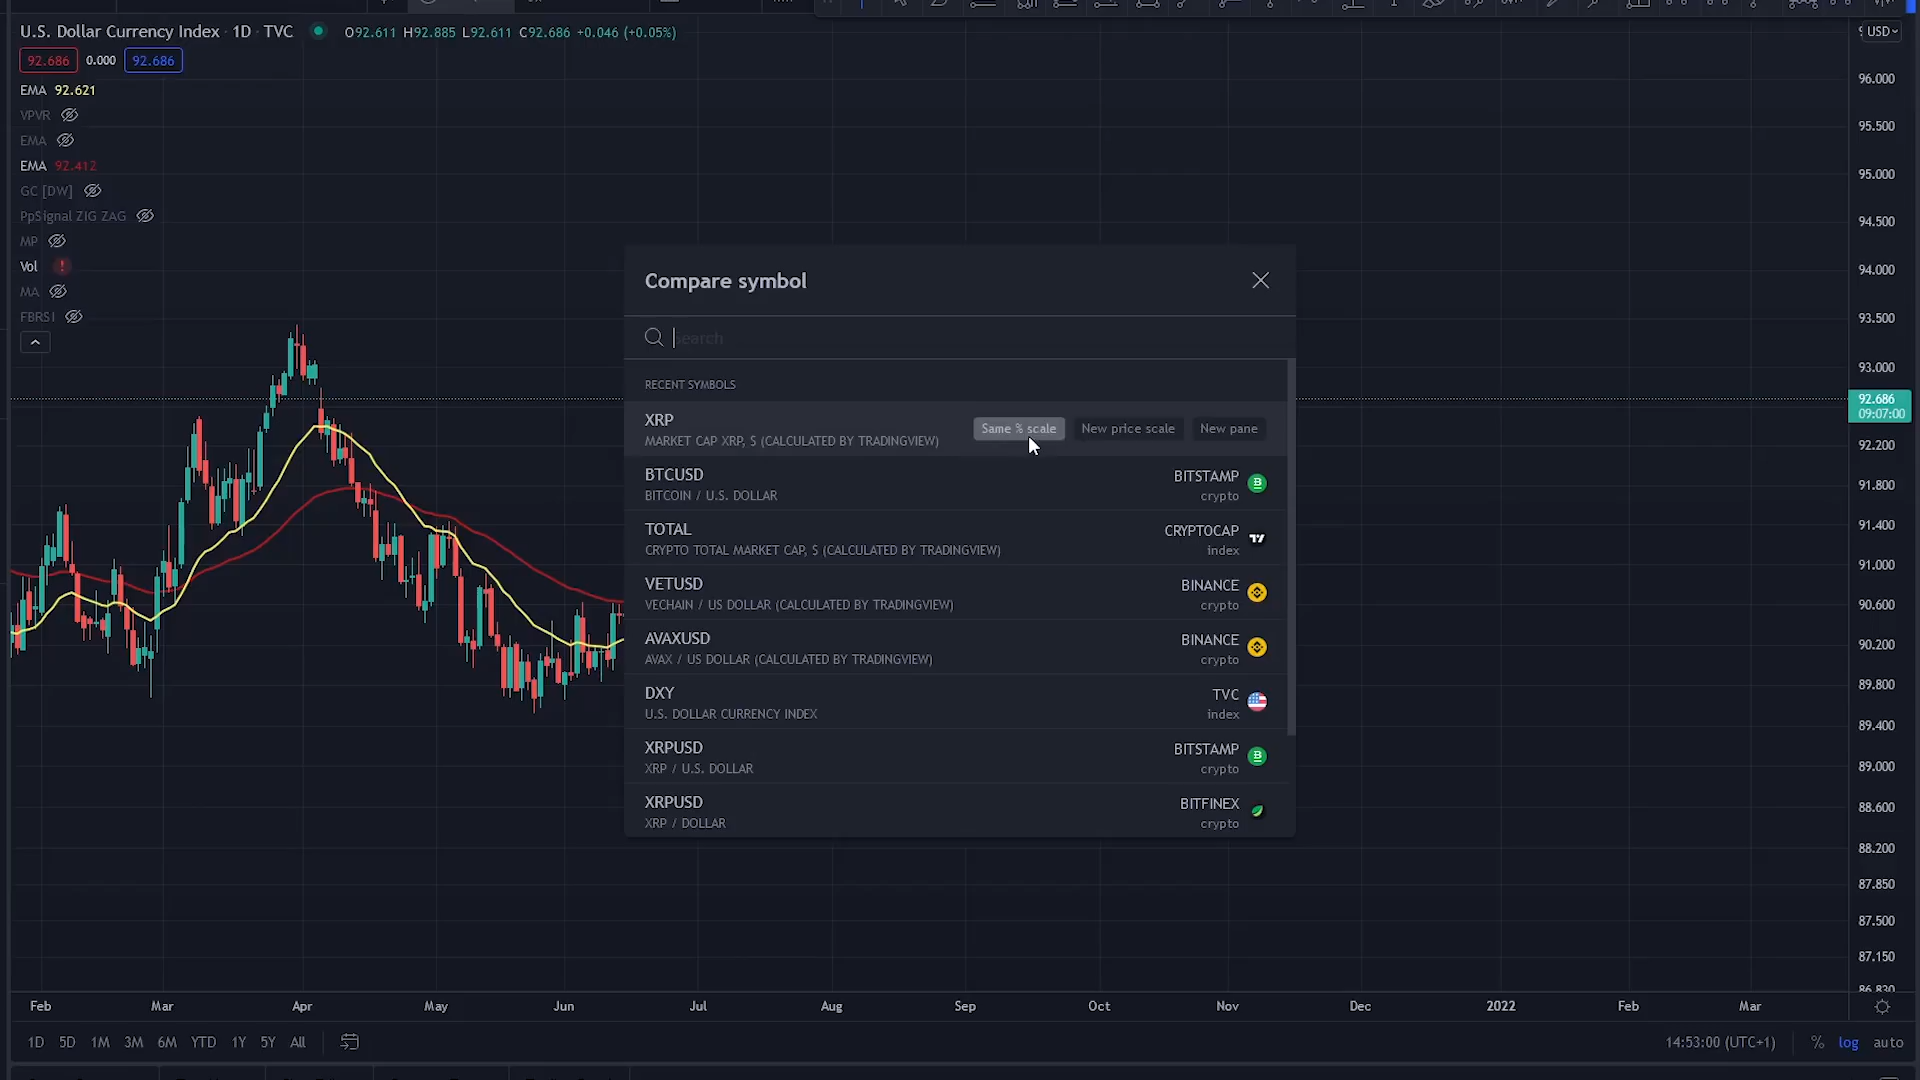 U.S. Dollar Currency Index · 1D · TVC O92.611 H92.885 L92.611 C92.686 +0.046 (+0.05%)
USD
92.686 0.000 92.686
EMA 92.621
VPVR
EMA
EMA 92.412
GC [DW]
PpSignal ZIG ZAG
MP
Vol !
MA
FBRSI
Compare symbol
Search
RECENT SYMBOLS
XRP
MARKET CAP XRP, $ (CALCULATED BY TRADINGVIEW)
Same % scale New price scale New pane
BTCUSD BITSTAMP
BITCOIN / U.S. DOLLAR crypto
TOTAL CRYPTOCAP
CRYPTO TOTAL MARKET CAP, $ (CALCULATED BY TRADINGVIEW) index
VETUSD BINANCE
VECHAIN / US DOLLAR (CALCULATED BY TRADINGVIEW) crypto
AVAXUSD BINANCE
AVAX / US DOLLAR (CALCULATED BY TRADINGVIEW) crypto
DXY TVC
U.S. DOLLAR CURRENCY INDEX index
XRPUSD BITSTAMP
XRP / U.S. DOLLAR crypto
XRPUSD BITFINEX
XRP / DOLLAR crypto
96.000
95.500
95.000
94.500
94.000
93.500
93.000
92.686
09:07:00
92.200
91.800
91.400
91.000
90.600
90.200
89.800
89.400
89.000
88.600
88.200
87.850
87.500
87.150
86.830
Feb Mar Apr May Jun Jul Aug Sep Oct Nov Dec 2022 Feb Mar
1D 5D 1M 3M 6M YTD 1Y 5Y All
14:53:00 (UTC+1) % log auto